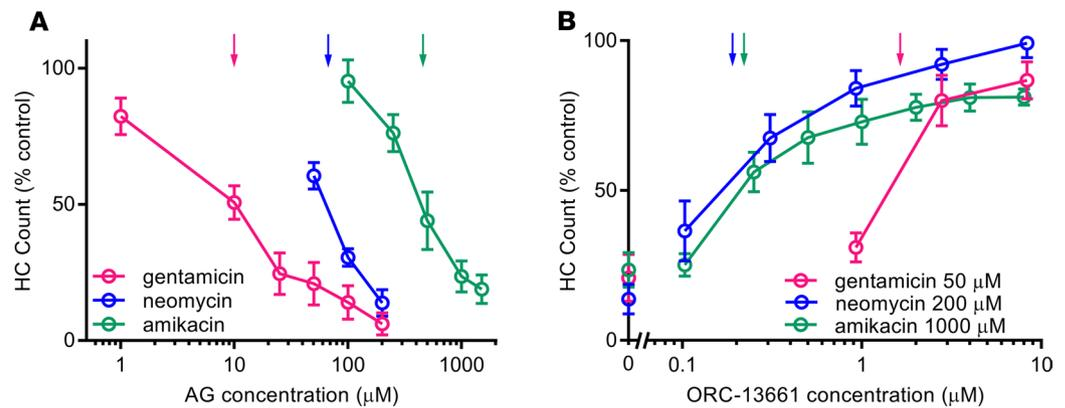 A
HC Count (% control)
100
50
0
gentamicin
neomycin
amikacin
1 10 100 1000
AG concentration (μM)
B
HC Count (% control)
100
50
0
gentamicin 50 μM
neomycin 200 μM
amikacin 1000 μM
0 0.1 1 10
ORC-13661 concentration (μM)